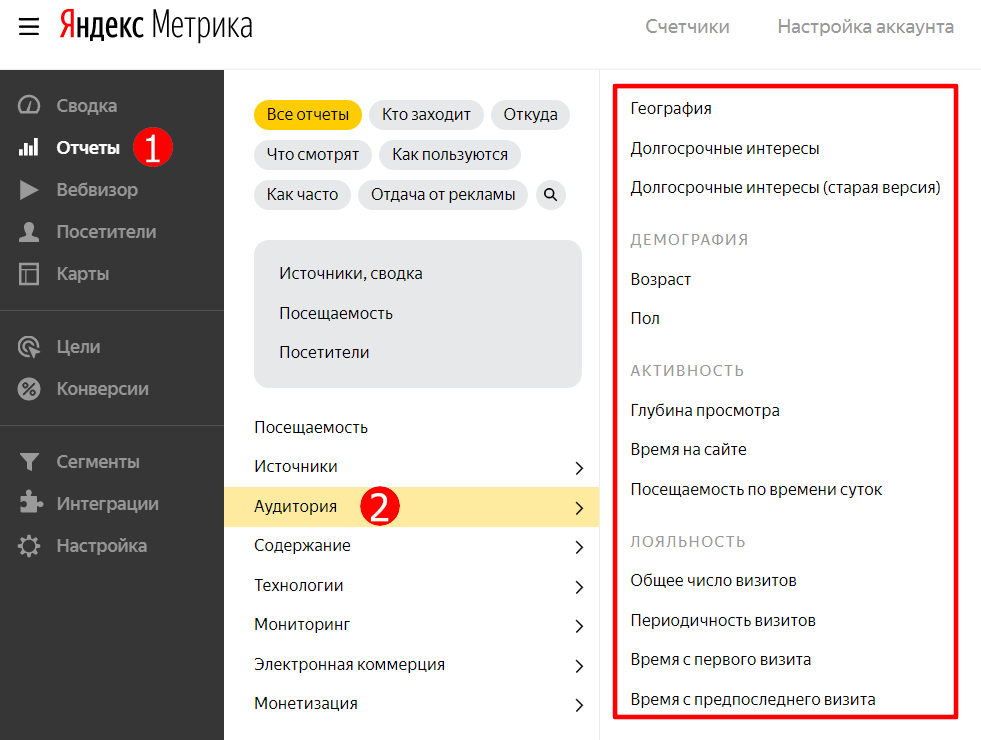 Яндекс Метрика
Счетчики
Настройка аккаунта
Сводка
Отчеты 1
Вебвизор
Посетители
Карты
Цели
Конверсии
Сегменты
Интеграции
Настройка
Все отчеты Кто заходит Откуда
Что смотрят Как пользуются
Как часто Отдача от рекламы
Источники, сводка
Посещаемость
Посетители
Посещаемость
Источники
Аудитория 2
Содержание
Технологии
Мониторинг
Электронная коммерция
Монетизация
География
Долгосрочные интересы
Долгосрочные интересы (старая версия)
ДЕМОГРАФИЯ
Возраст
Пол
АКТИВНОСТЬ
Глубина просмотра
Время на сайте
Посещаемость по времени суток
ЛОЯЛЬНОСТЬ
Общее число визитов
Периодичность визитов
Время с первого визита
Время с предпоследнего визита